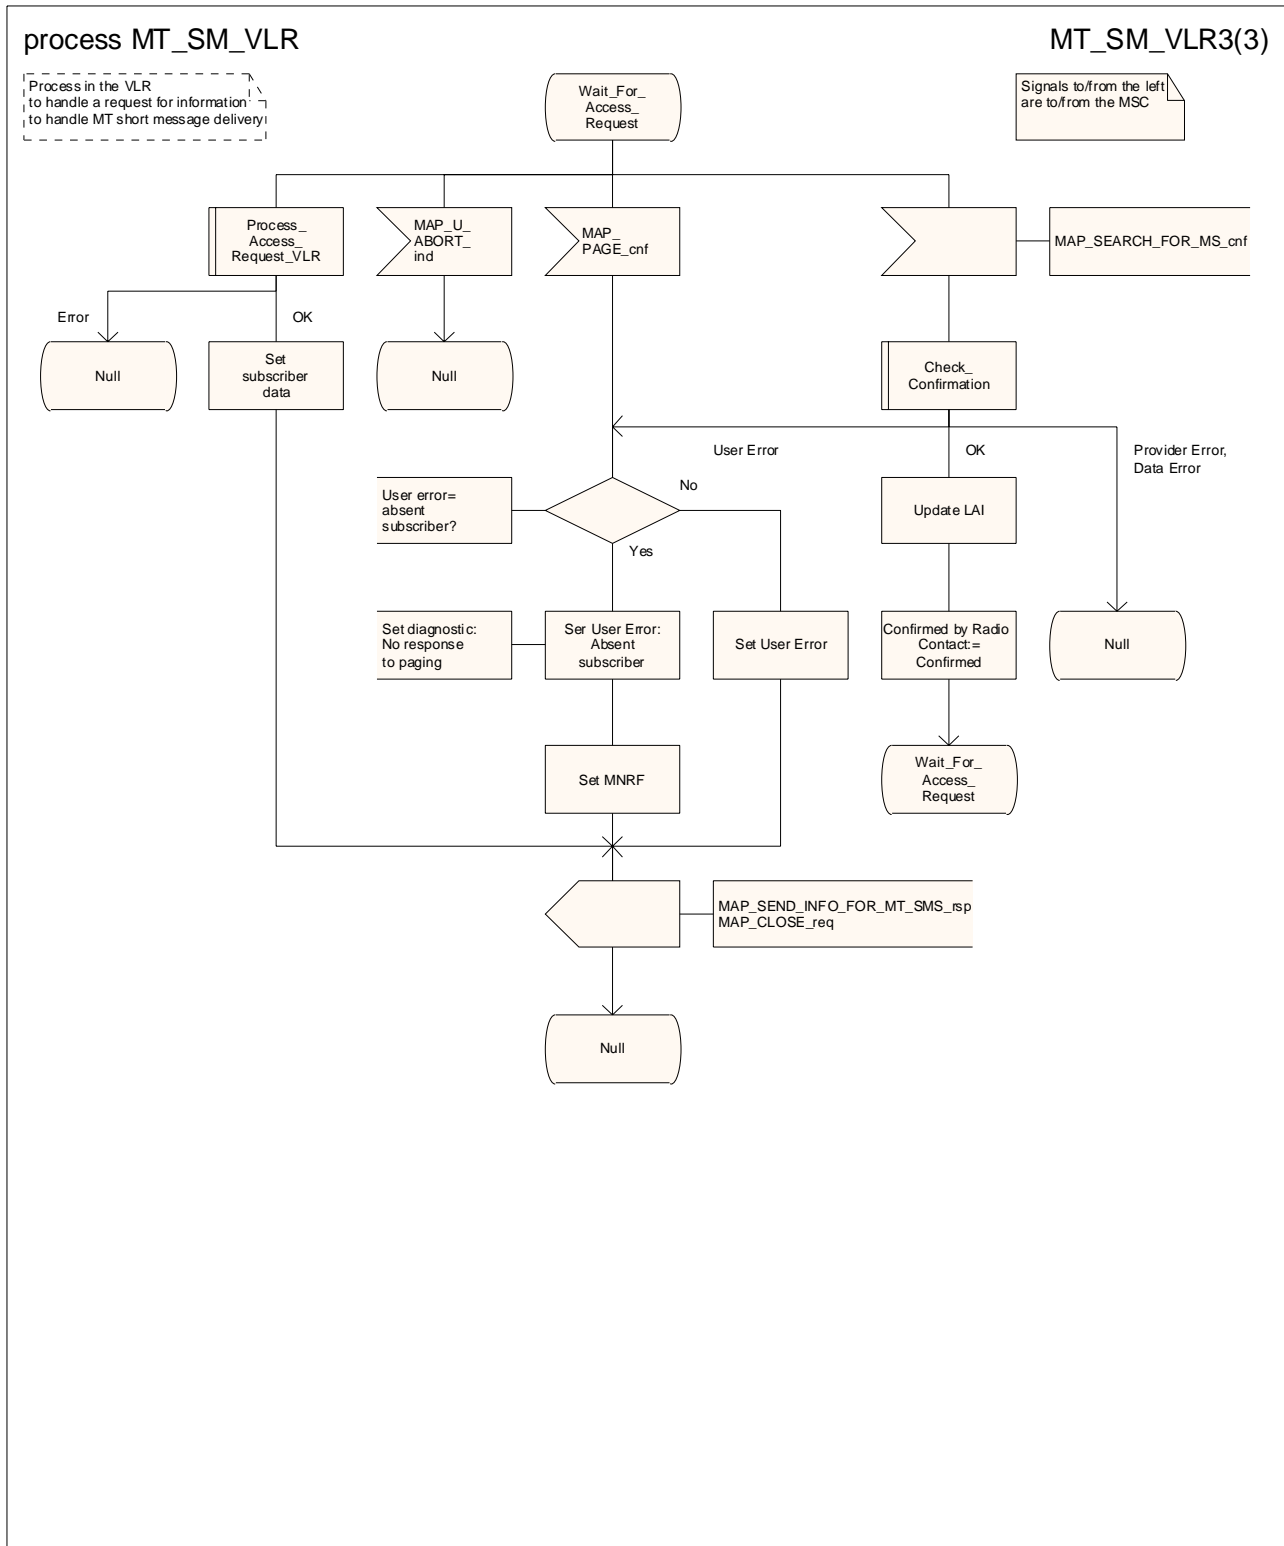 process MT_SM_VLR
MT_SM_VLR3(3)
Process in the VLR
to handle a request for information
to handle MT short message delivery
Wait_For_
Access_
Request
Signals to/from the left
are to/from the MSC
Process_
Access_
Request_VLR
MAP_U_
ABORT_
ind
MAP_
PAGE_cnf
MAP_SEARCH_FOR_MS_cnf
Error
OK
Null
Set
subscriber
data
Null
Check_
Confirmation
User Error
OK
Provider Error,
Data Error
User error=
absent
subscriber?
No
Yes
Update LAI
Set diagnostic:
No response
to paging
Ser User Error:
Absent
subscriber
Set User Error
Confirmed by Radio
Contact:=
Confirmed
Null
Set MNRF
Wait_For_
Access_
Request
MAP_SEND_INFO_FOR_MT_SMS_rsp
MAP_CLOSE_req
Null